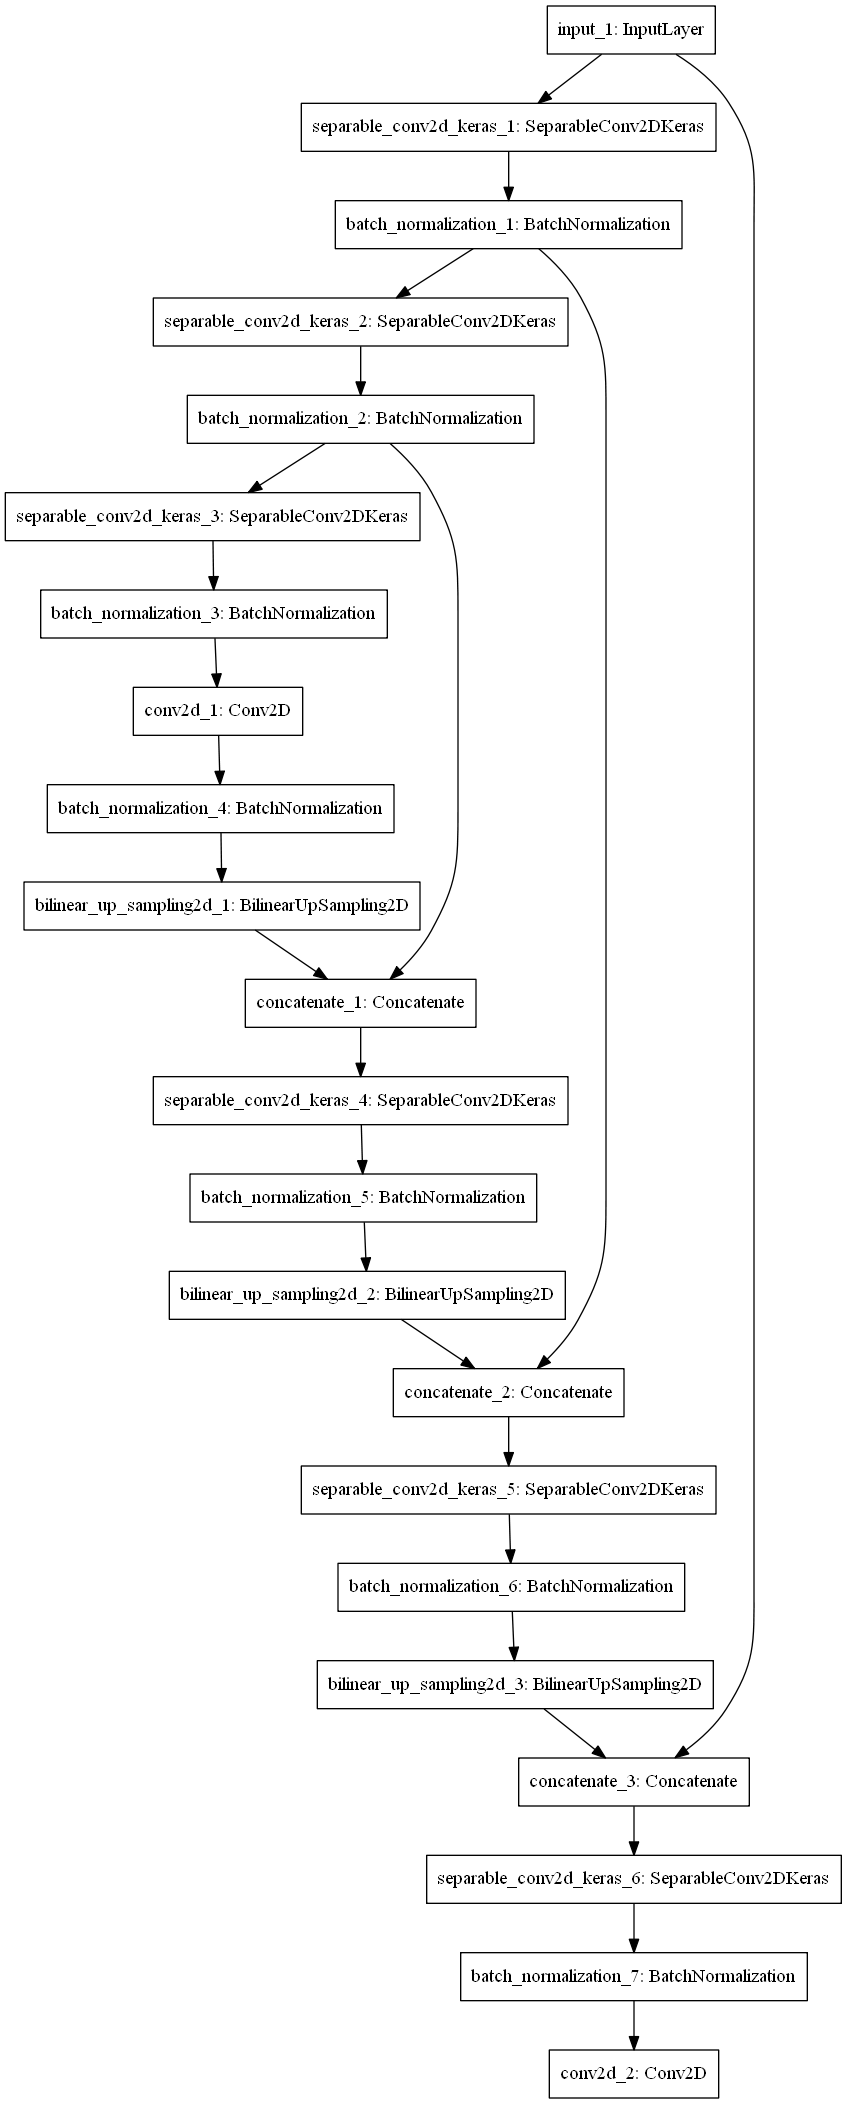 input_1: InputLayer
separable_conv2d_keras_1: SeparableConv2DKeras
batch_normalization_1: BatchNormalization
separable_conv2d_keras_2: SeparableConv2DKeras
batch_normalization_2: BatchNormalization
separable_conv2d_keras_3: SeparableConv2DKeras
batch_normalization_3: BatchNormalization
conv2d_1: Conv2D
batch_normalization_4: BatchNormalization
bilinear_up_sampling2d_1: BilinearUpSampling2D
concatenate_1: Concatenate
separable_conv2d_keras_4: SeparableConv2DKeras
batch_normalization_5: BatchNormalization
bilinear_up_sampling2d_2: BilinearUpSampling2D
concatenate_2: Concatenate
separable_conv2d_keras_5: SeparableConv2DKeras
batch_normalization_6: BatchNormalization
bilinear_up_sampling2d_3: BilinearUpSampling2D
concatenate_3: Concatenate
separable_conv2d_keras_6: SeparableConv2DKeras
batch_normalization_7: BatchNormalization
conv2d_2: Conv2D